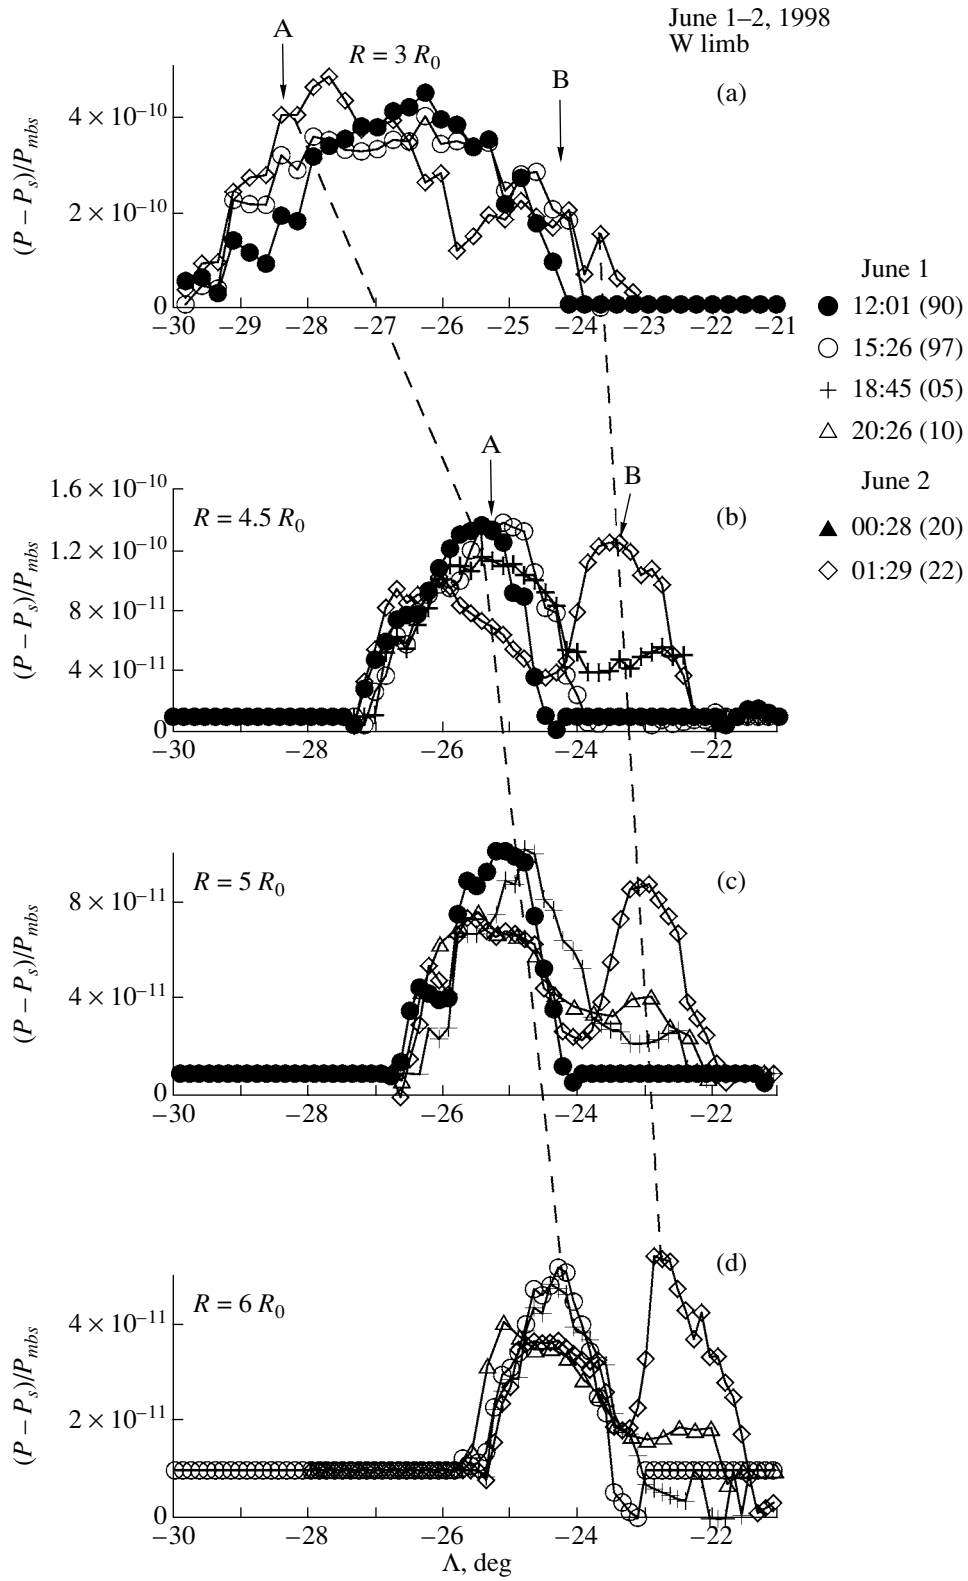 June 1–2, 1998
W limb
A
R = 3 R0
B
(a)
(P – Ps)/Pmbs
4 × 10–10
2 × 10–10
0
–30 –29 –28 –27 –26 –25 –24 –23 –22 –21
June 1
12:01 (90)
15:26 (97)
18:45 (05)
20:26 (10)
June 2
00:28 (20)
01:29 (22)
A
B
R = 4.5 R0
(b)
(P – Ps)/Pmbs
1.6 × 10–10
1.2 × 10–10
8 × 10–11
4 × 10–11
0
–30 –28 –26 –24 –22
R = 5 R0
(c)
(P – Ps)/Pmbs
8 × 10–11
4 × 10–11
0
–30 –28 –26 –24 –22
R = 6 R0
(d)
(P – Ps)/Pmbs
4 × 10–11
2 × 10–11
0
–30 –28 –26 –24 –22
Λ, deg